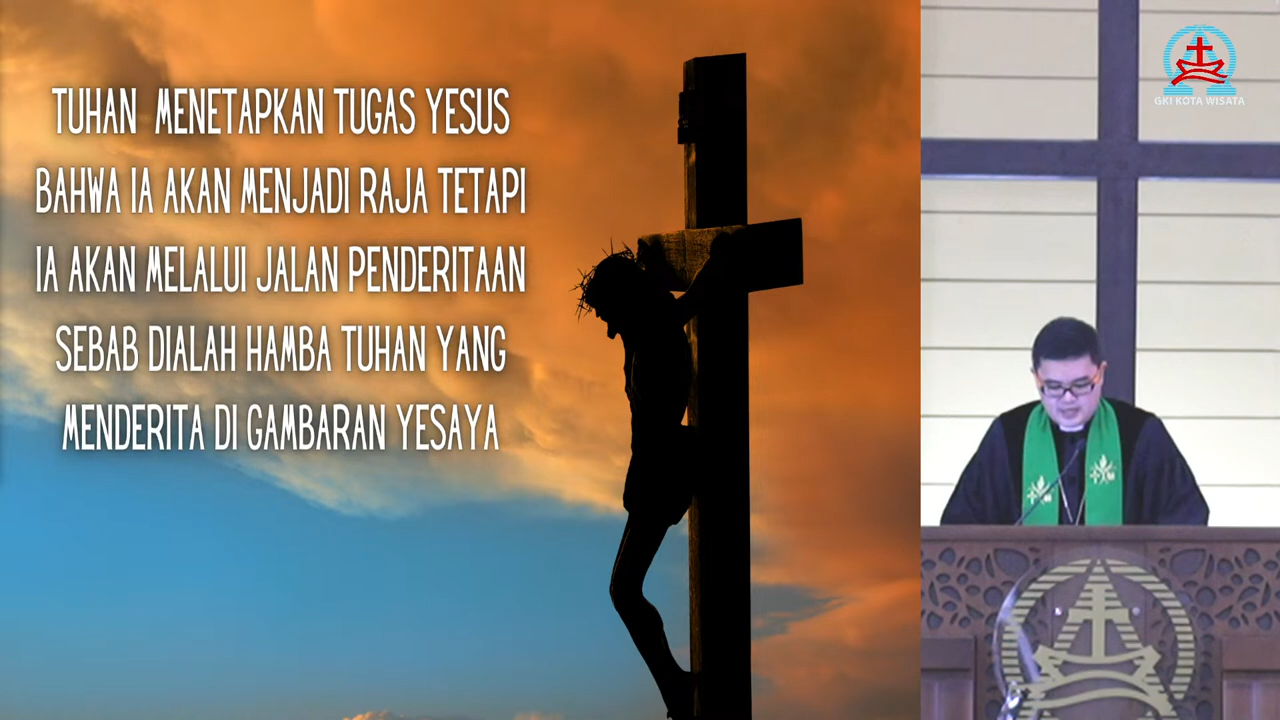 TUHAN MENETAPKAN TUGAS YESUS
BAHWA IA AKAN MENJADI RAJA TETAPI
IA AKAN MELALUI JALAN PENDERITAAN
SEBAB DIALAH HAMBA TUHAN YANG
MENDERITA DI GAMBARAN YESAYA
GKI KOTA WISATA